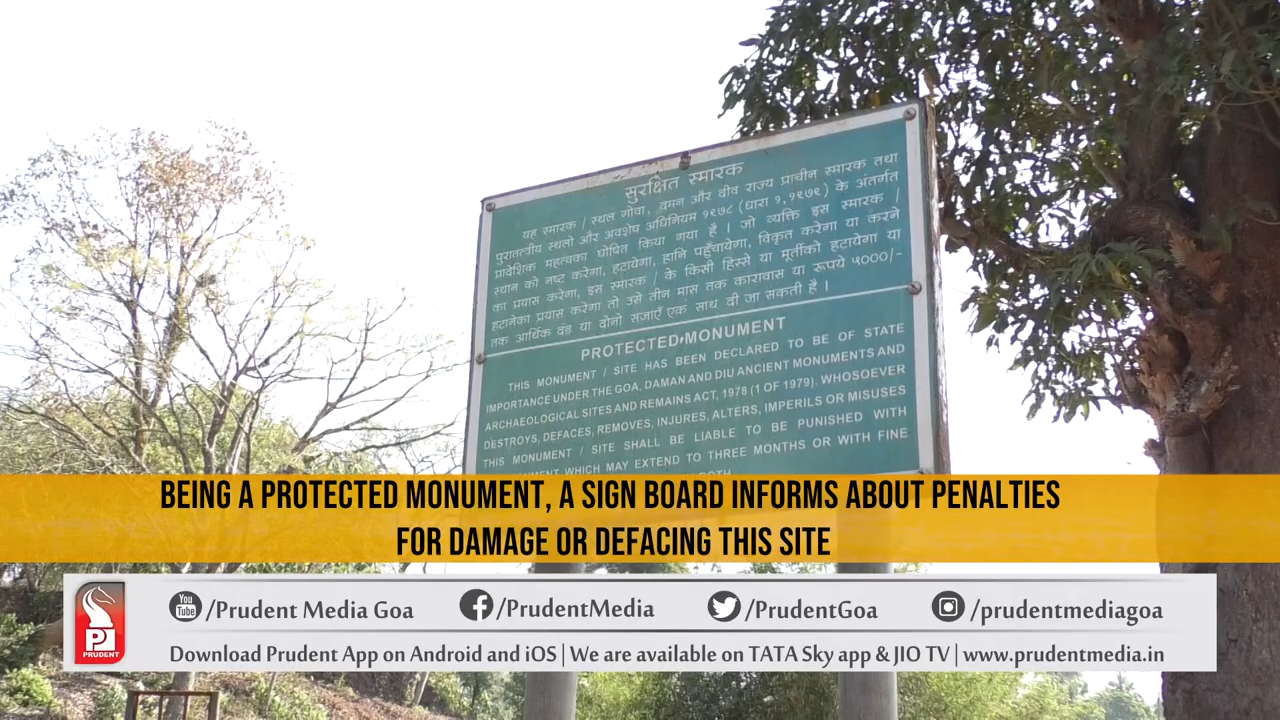 सुरक्षित स्मारक
यह स्मारक / स्थल गोवा, दमन और दीव राज्य प्राचीन स्मारक तथा
पुरातत्वीय स्थलो और अवशेष अधिनियम १९७८ (धारा १,१९७९) के अंतर्गत
प्रादेशिक महत्वका घोषित किया गया है । जो व्यक्ति इस स्मारक /
स्थान को नष्ट करेगा, हटायेगा, हानि पहुँचायेगा, विकृत करेगा या करने
का प्रयास करेगा, इस स्मारक / के किसी हिस्से या मूर्तीको हटायेगा या
हटानेका प्रयास करेगा तो उसे तीन मास तक कारावास या रूपये ५०००/-
तक आर्थिक दंड या दोनो सजाएँ एक साथ दी जा सकती है ।
PROTECTED MONUMENT
THIS MONUMENT / SITE HAS BEEN DECLARED TO BE OF STATE
IMPORTANCE UNDER THE GOA, DAMAN AND DIU ANCIENT MONUMENTS AND
ARCHAEOLOGICAL SITES AND REMAINS ACT, 1978 (1 OF 1979). WHOSOEVER
DESTROYS, DEFACES, REMOVES, INJURES, ALTERS, IMPERILS OR MISUSES
THIS MONUMENT / SITE SHALL BE LIABLE TO BE PUNISHED WITH
WHICH MAY EXTEND TO THREE MONTHS OR WITH FINE
BEING A PROTECTED MONUMENT, A SIGN BOARD INFORMS ABOUT PENALTIES
FOR DAMAGE OR DEFACING THIS SITE
You Tube /Prudent Media Goa /PrudentMedia /PrudentGoa /prudentmediagoa
PRUDENT
Download Prudent App on Android and iOS | We are available on TATA Sky app & JIO TV | www.prudentmedia.in